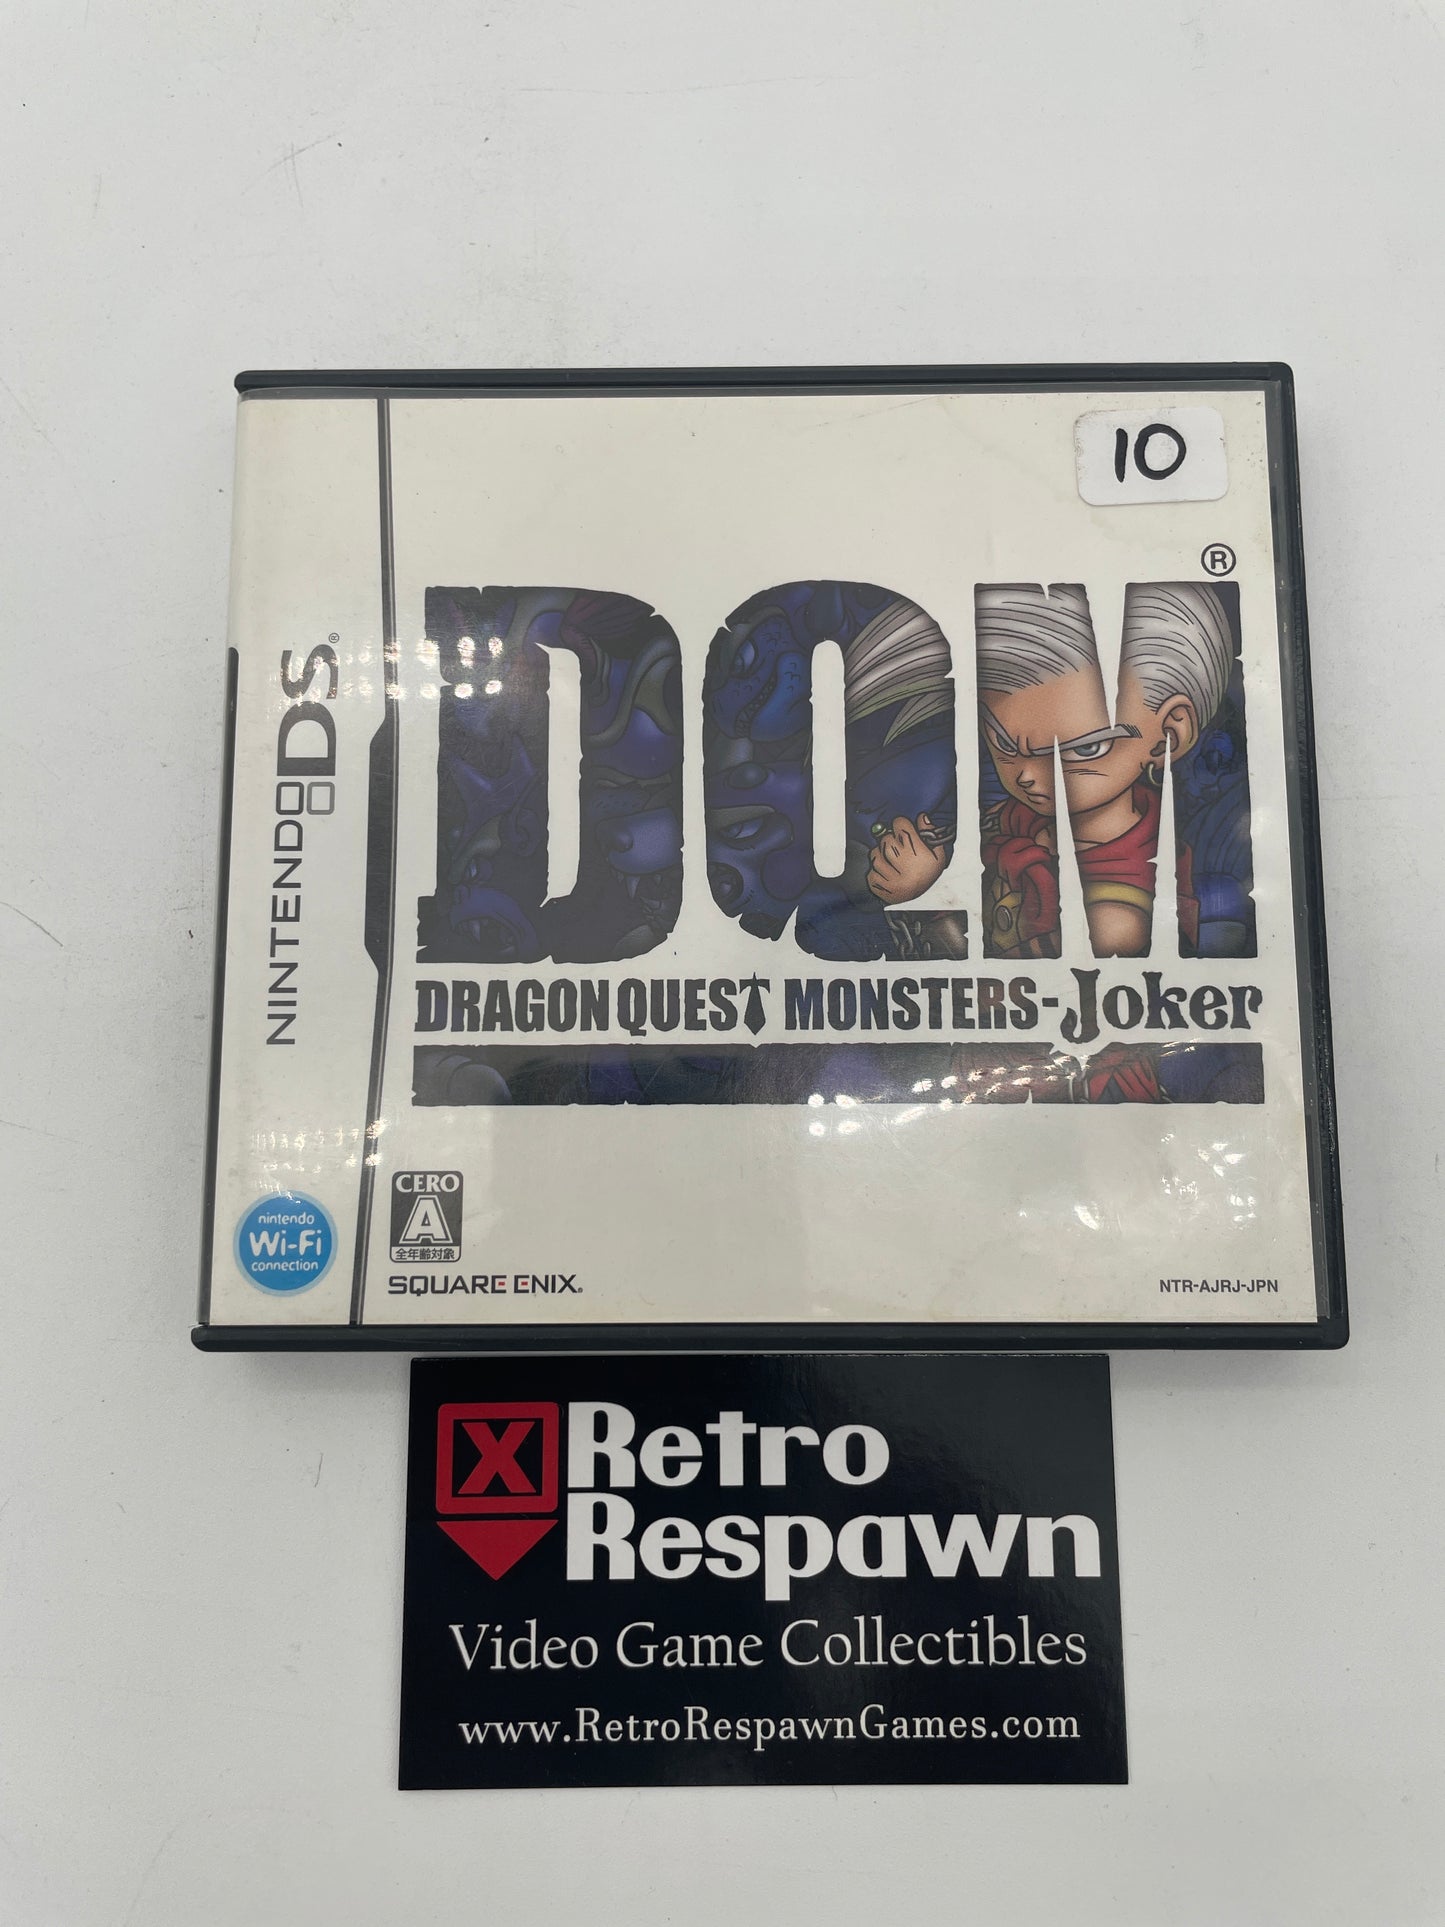 10
®
DQM
DRAGON QUEST MONSTERS-Joker
NINTENDO DS®
CERO
A
全年齢対象
nintendo
Wi-Fi
connection
SQUARE ENIX®
NTR-AJRJ-JPN
X
Retro
Respawn
Video Game Collectibles
www.RetroRespawnGames.com